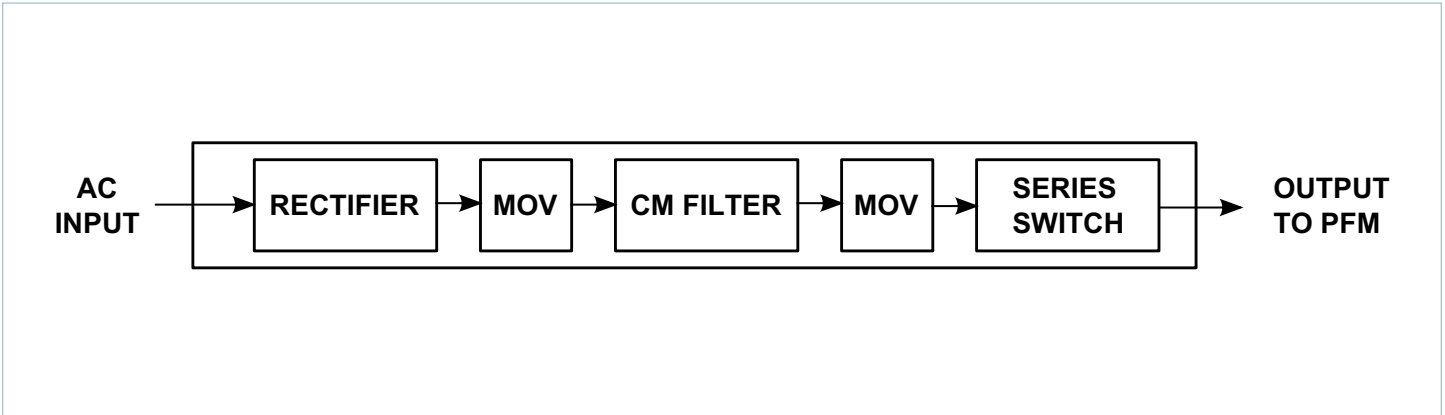 AC
INPUT
RECTIFIER
MOV
CM FILTER
MOV
SERIES
SWITCH
OUTPUT
TO PFM